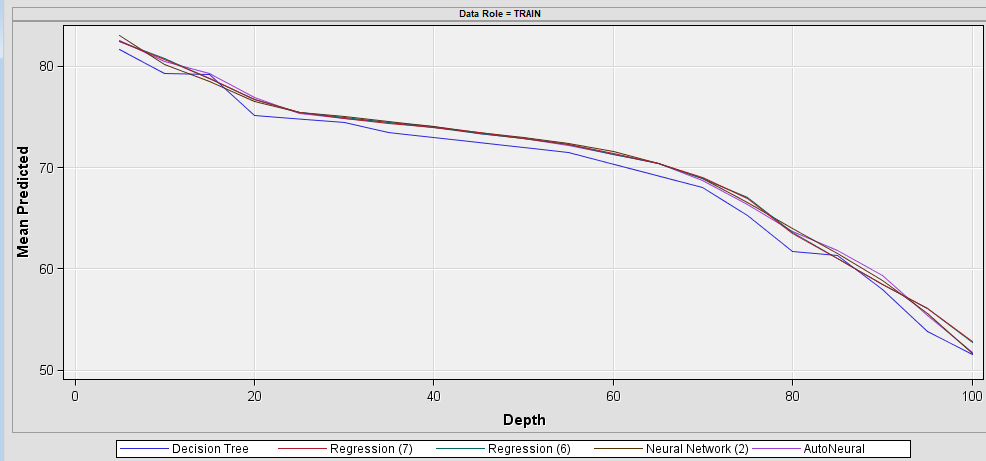 Data Role = TRAIN
Mean Predicted
80
70
60
50
0 20 40 60 80 100
Depth
Decision Tree Regression (7) Regression (6) Neural Network (2) AutoNeural